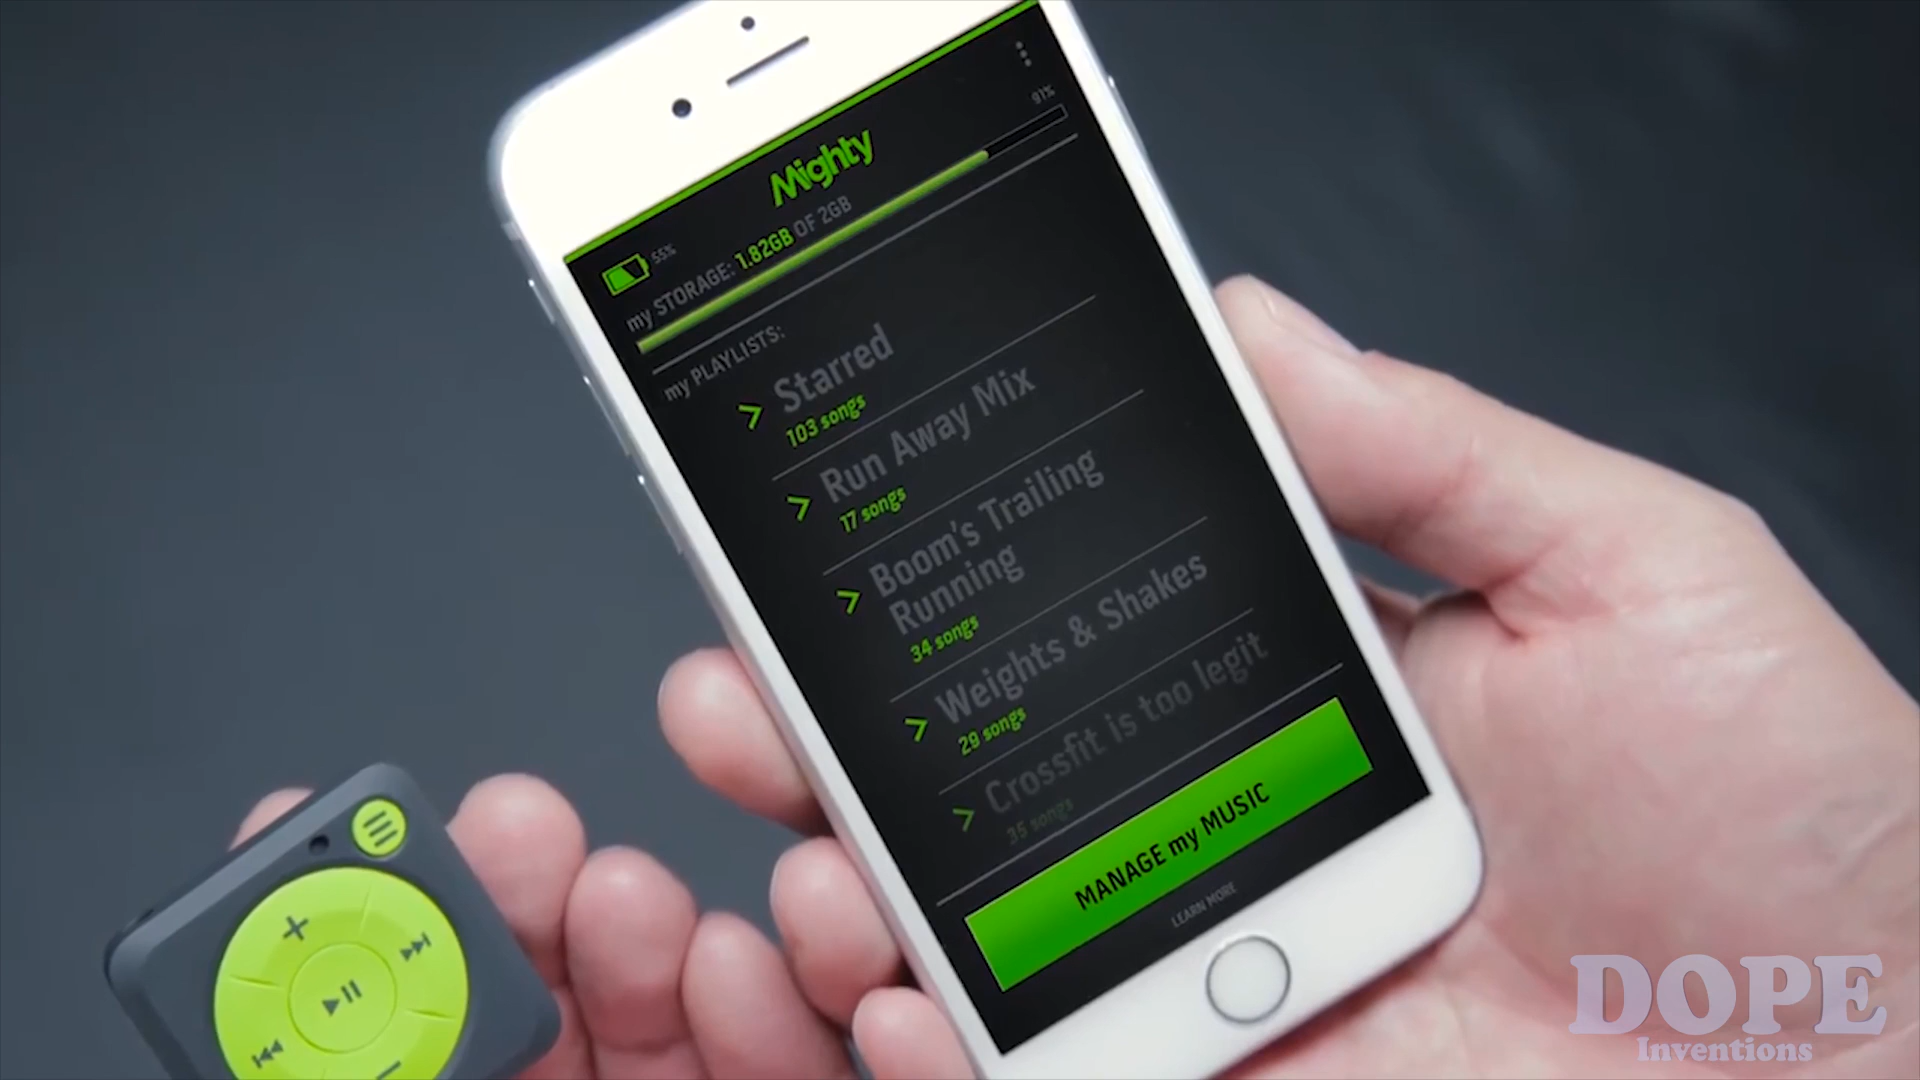 Mighty
55%
91%
my STORAGE: 1.82GB OF 2GB
my PLAYLISTS:
Starred
103 songs
Run Away Mix
17 songs
Boom's Trailing
Running
34 songs
Weights & Shakes
29 songs
Crossfit is too legit
35 songs
MANAGE my MUSIC
LEARN MORE
DOPE
Inventions